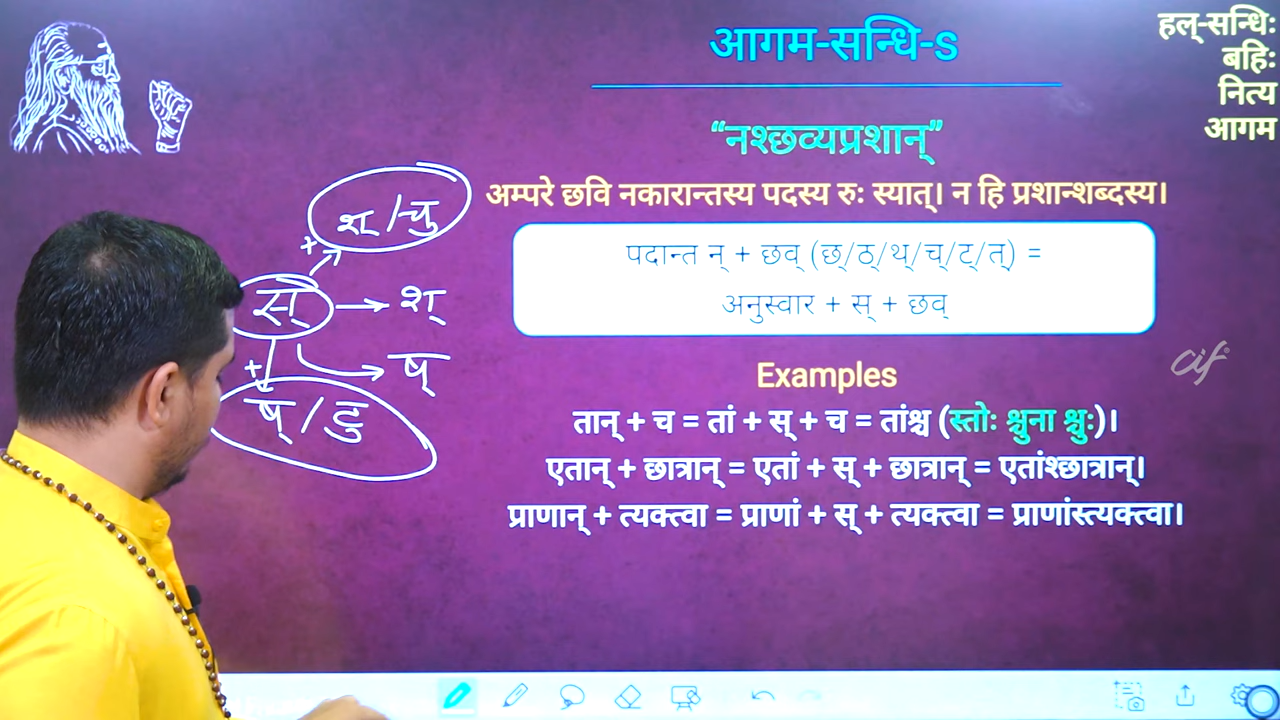 आगम-सन्धि-s
हल्-सन्धिः
बहिः
नित्य
आगम
“नश्छव्यप्रशान्”
अम्परे छवि नकारान्तस्य पदस्य रुः स्यात्। न हि प्रशान्शब्दस्य।
पदान्त न् + छव् (छ्/ठ्/थ्/च्/ट्/त्) =
अनुस्वार + स् + छव्
Examples
तान् + च = तां + स् + च = तांश्च (स्तोः श्चुना श्चुः)।
एतान् + छात्रान् = एतां + स् + छात्रान् = एतांश्छात्रान्।
प्राणान् + त्यक्त्वा = प्राणां + स् + त्यक्त्वा = प्राणांस्त्यक्त्वा।
श् / चु
+
स् → श्
ष्
+
ष् / टु
cif